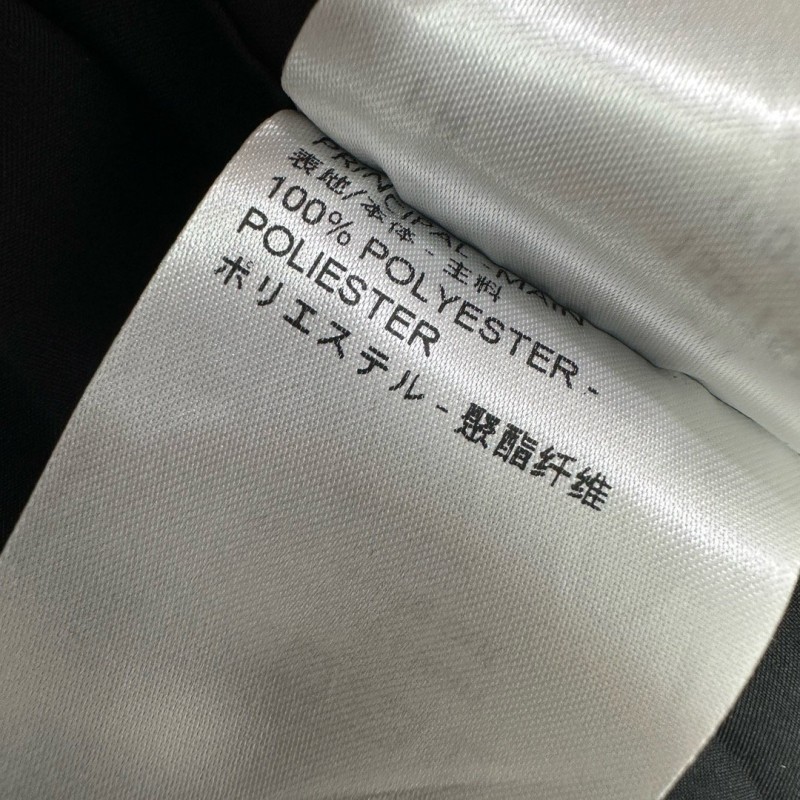 PRINCIPAL - MAIN
表地/本体 - 主料
100% POLYESTER -
POLIESTER
ポリエステル - 聚酯纤维